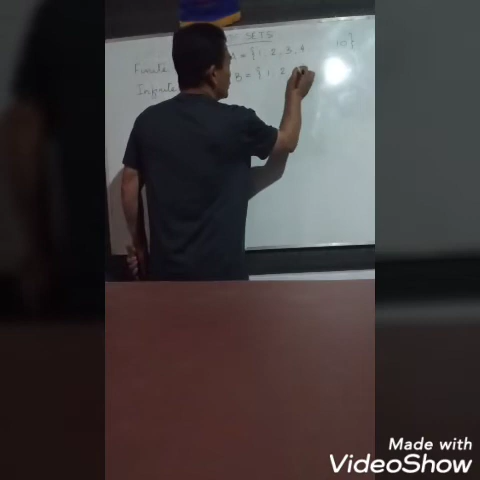 SETS
Finite A = { 1, 2, 3, 4 10 }
Infinite B = { 1, 2
Made with
VideoShow